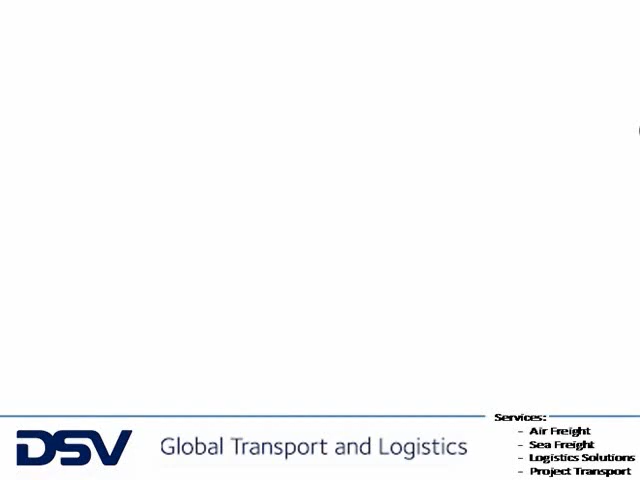 Services:
- Air Freight
- Sea Freight
- Logistics Solutions
- Project Transport
DSV Global Transport and Logistics